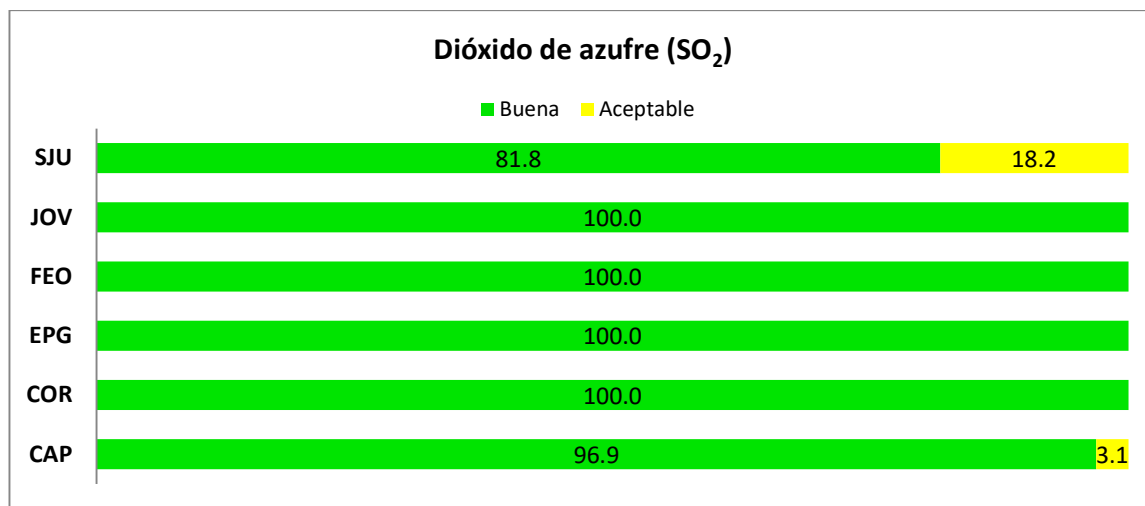 Dióxido de azufre (SO₂)
Buena Aceptable
SJU 81.8 18.2
JOV 100.0
FEO 100.0
EPG 100.0
COR 100.0
CAP 96.9 3.1